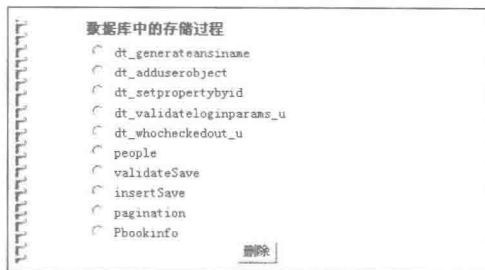 数据库中的存储过程
dt_generateansiname
dt_adduserobject
dt_setpropertybyid
dt_validateloginparams_u
dt_whocheckedout_u
people
validateSave
insertSave
pagination
Pbookinfo
删除